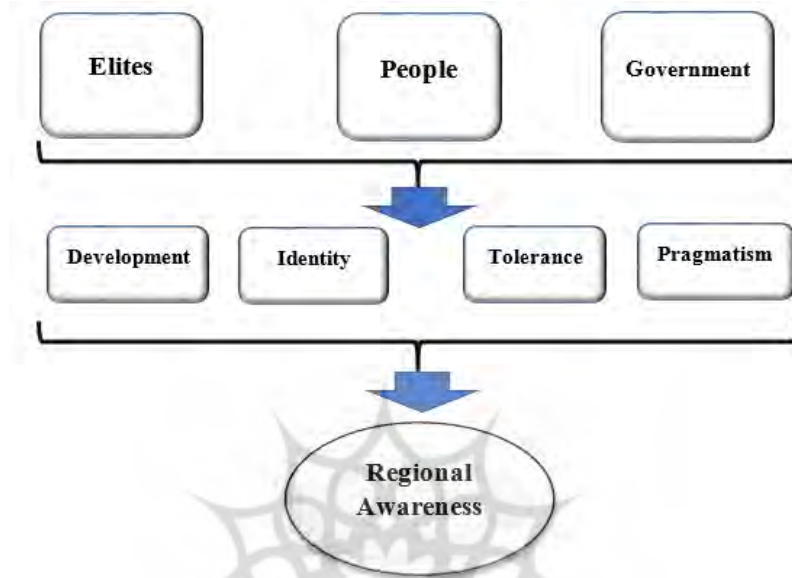 Elites
People
Government
Development
Identity
Tolerance
Pragmatism
Regional
Awareness